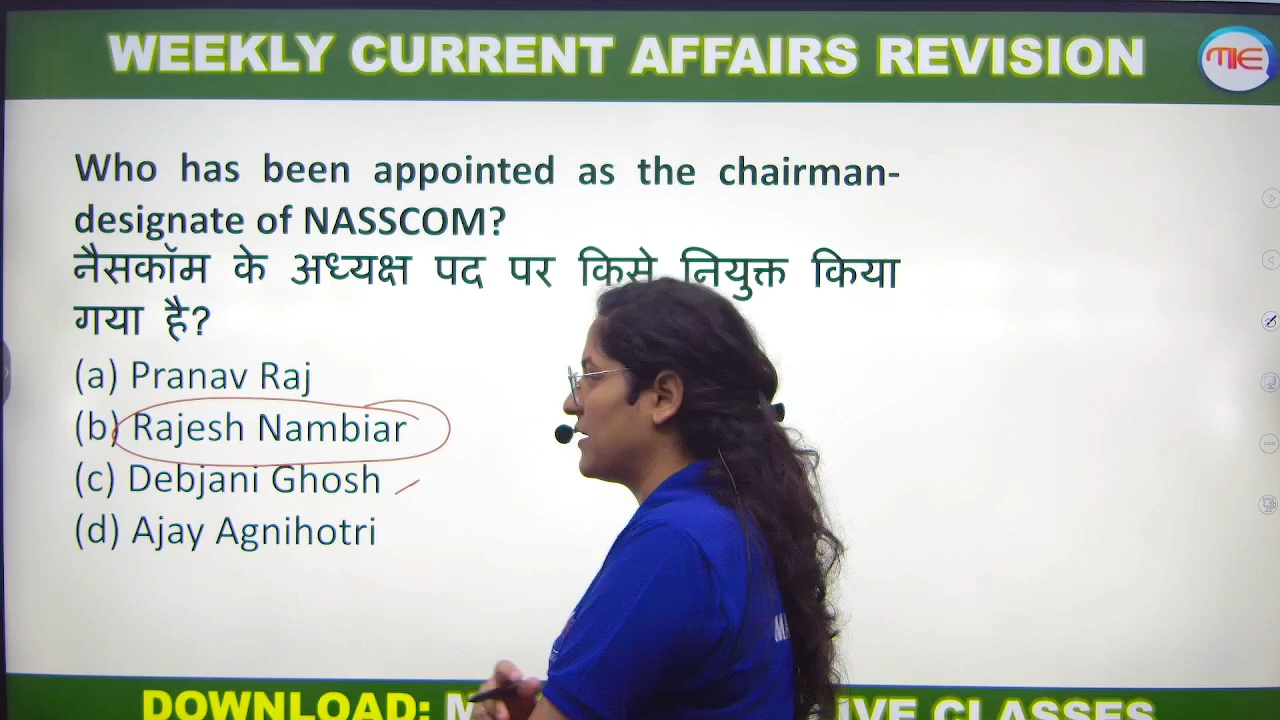 WEEKLY CURRENT AFFAIRS REVISION
MIE
Who has been appointed as the chairman-
designate of NASSCOM?
नैसकॉम के अध्यक्ष पद पर किसे नियुक्त किया
गया है?
(a) Pranav Raj
(b) Rajesh Nambiar
(c) Debjani Ghosh
(d) Ajay Agnihotri
DOWNLOAD: CLASSES